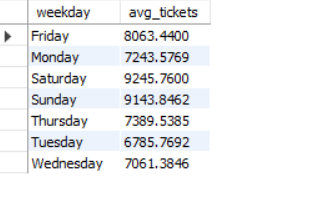 weekday avg_tickets
Friday 8063.4400
Monday 7243.5769
Saturday 9245.7600
Sunday 9143.8462
Thursday 7389.5385
Tuesday 6785.7692
Wednesday 7061.3846